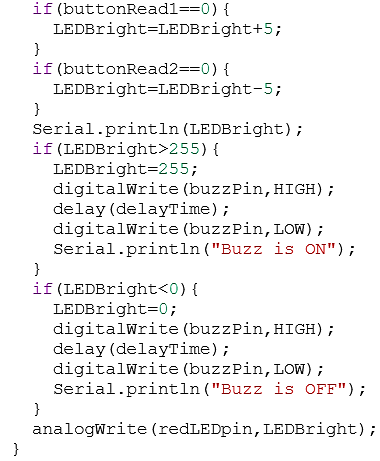 if(buttonRead1==0){
LEDBright=LEDBright+5;
}
if(buttonRead2==0){
LEDBright=LEDBright-5;
}
Serial.println(LEDBright);
if(LEDBright>255){
LEDBright=255;
digitalWrite(buzzPin,HIGH);
delay(delayTime);
digitalWrite(buzzPin,LOW);
Serial.println("Buzz is ON");
}
if(LEDBright<0){
LEDBright=0;
digitalWrite(buzzPin,HIGH);
delay(delayTime);
digitalWrite(buzzPin,LOW);
Serial.println("Buzz is OFF");
}
analogWrite(redLEDpin,LEDBright);
}